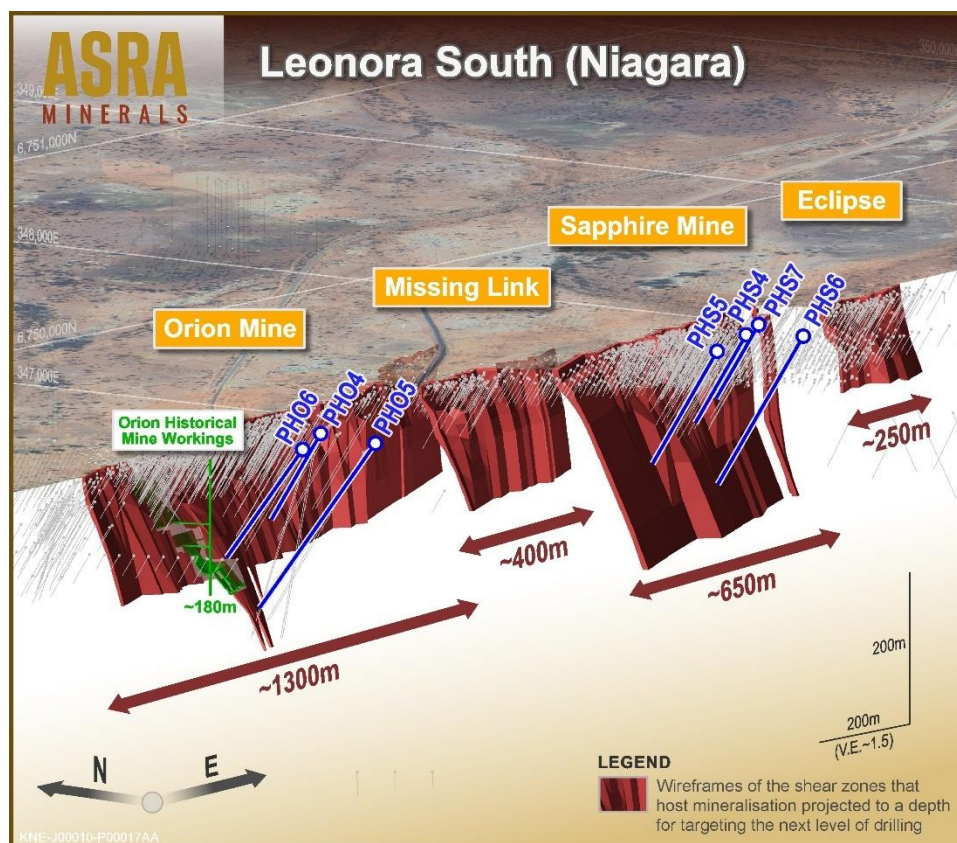 ASRA
MINERALS
Leonora South (Niagara)
350,000E
349,000E
6,751,000N
348,000E
6,750,000N
347,000E
Eclipse
Sapphire Mine
Missing Link
Orion Mine
Orion Historical
Mine Workings
PHO6
PHO4
PHO5
PHS5
PHS4
PHS7
PHS6
~180m
~1300m
~400m
~650m
~250m
200m
200m
(V.E.~1.5)
N
E
LEGEND
Wireframes of the shear zones that
host mineralisation projected to a depth
for targeting the next level of drilling
KNE-J00010-P00017AA